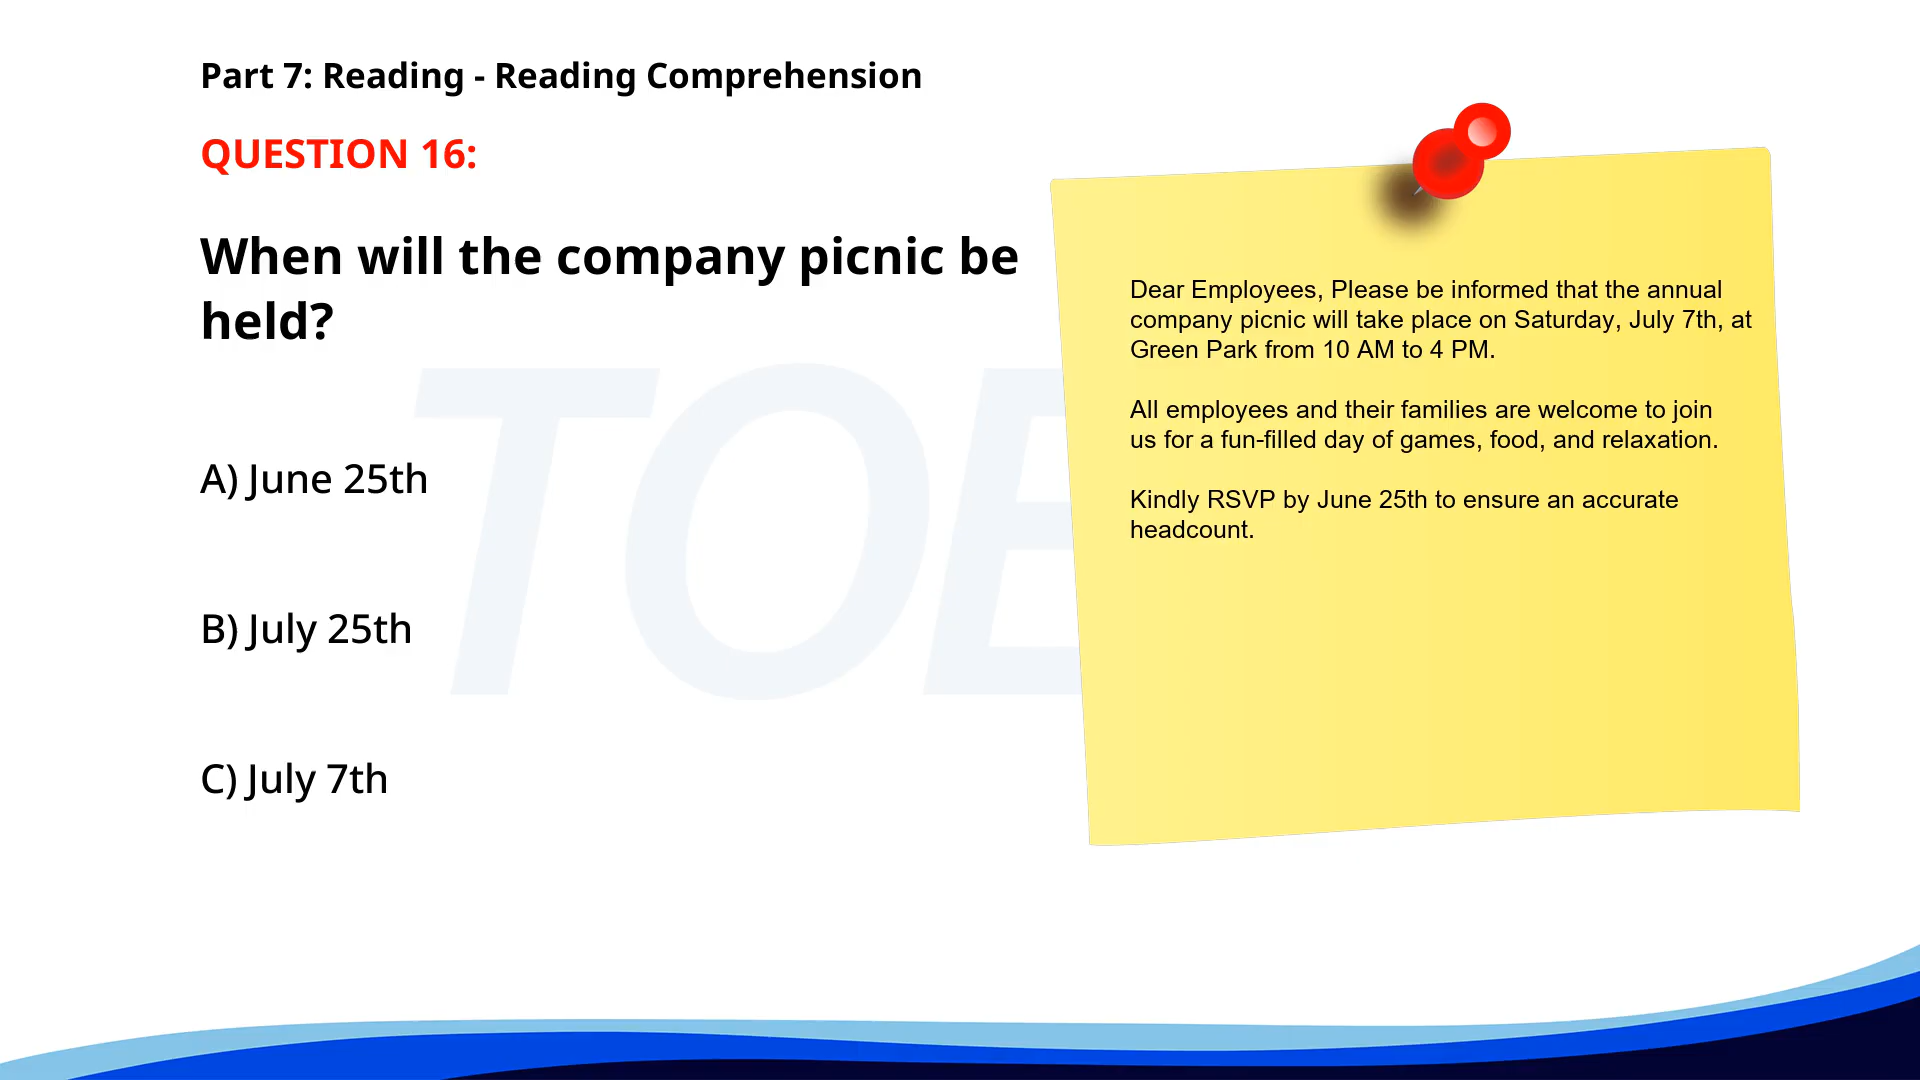 Part 7: Reading - Reading Comprehension
QUESTION 16:
When will the company picnic be
held?
A) June 25th
B) July 25th
C) July 7th
Dear Employees, Please be informed that the annual
company picnic will take place on Saturday, July 7th, at
Green Park from 10 AM to 4 PM.
All employees and their families are welcome to join
us for a fun-filled day of games, food, and relaxation.
Kindly RSVP by June 25th to ensure an accurate
headcount.
TOE